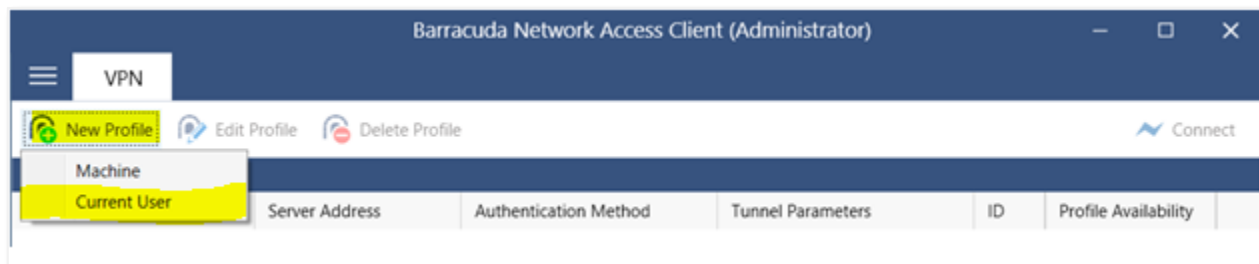 Barracuda Network Access Client (Administrator)
VPN
New Profile Edit Profile Delete Profile Connect
Machine
Current User
Server Address Authentication Method Tunnel Parameters ID Profile Availability